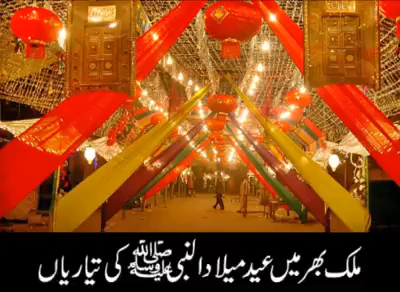 ملک بھر میں عید میلاد النبی ﷺ کی تیاریاں